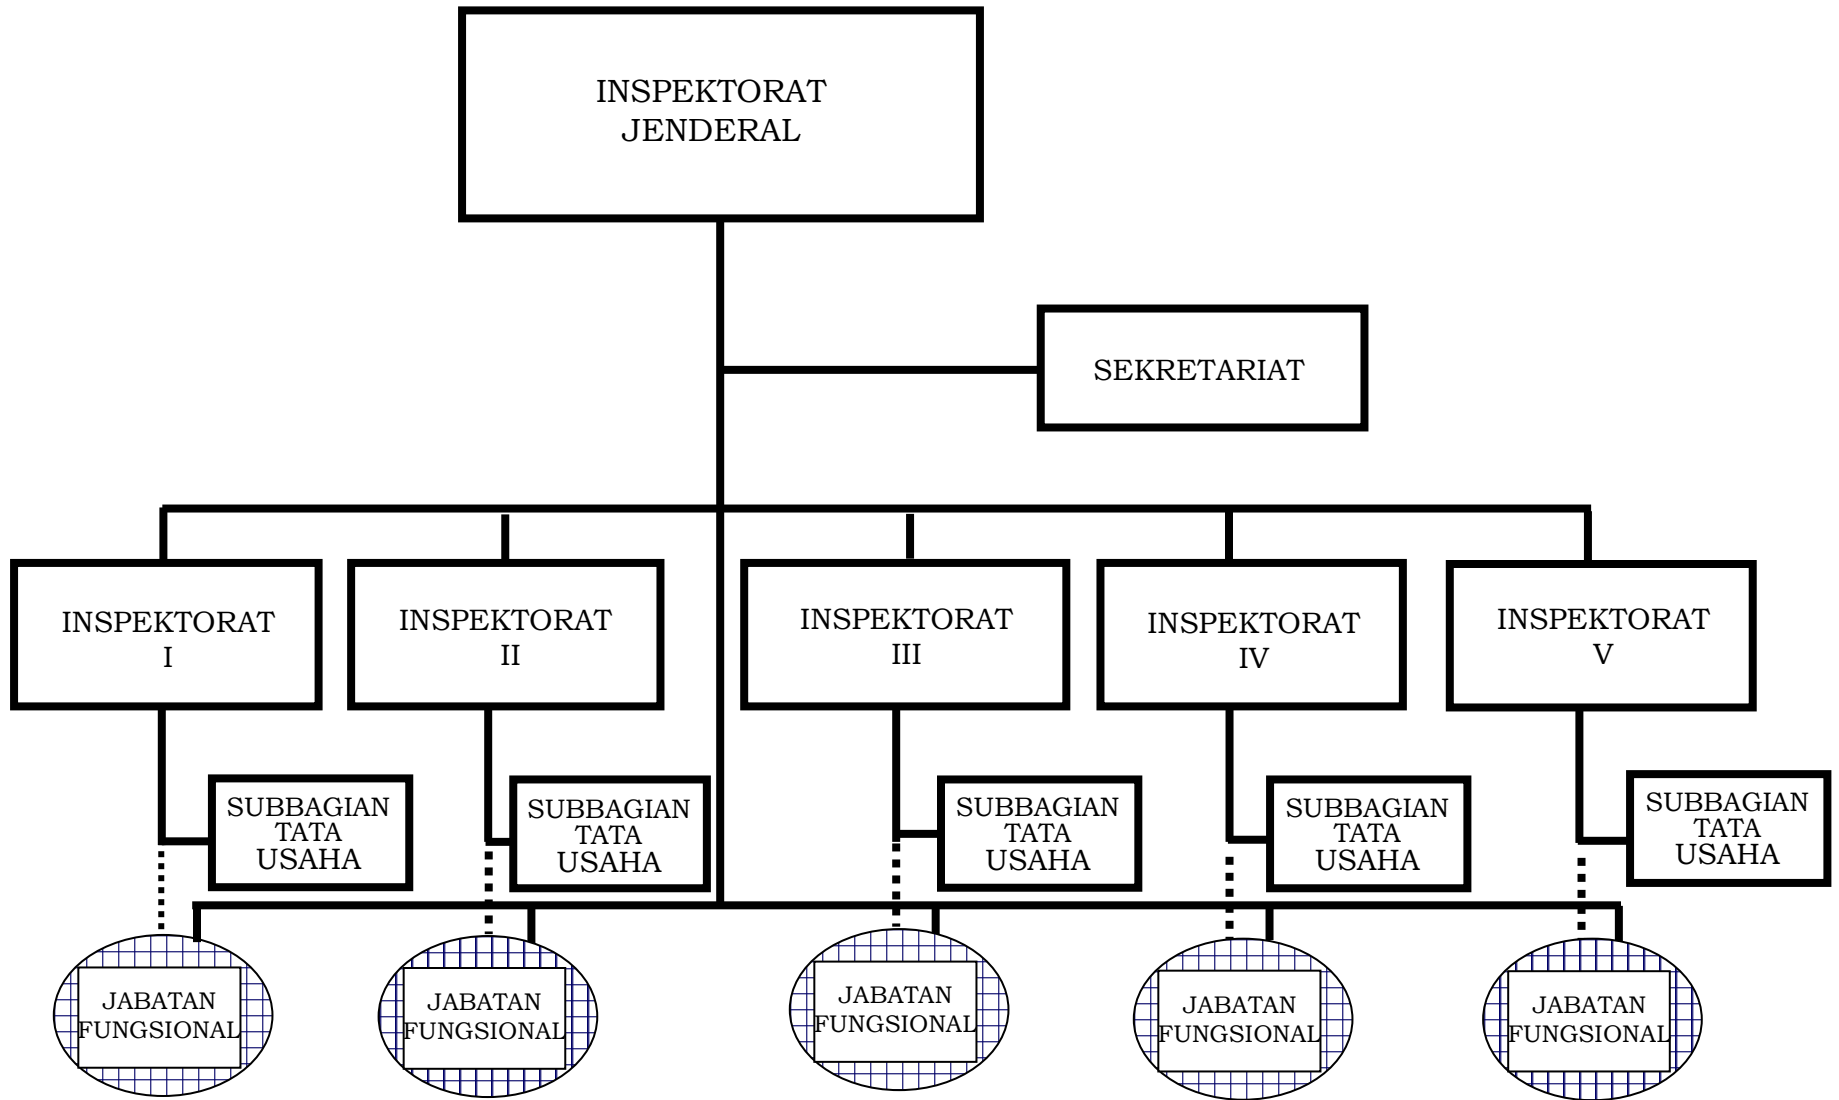 INSPEKTORAT
JENDERAL
SEKRETARIAT
INSPEKTORAT
I
INSPEKTORAT
II
INSPEKTORAT
III
INSPEKTORAT
IV
INSPEKTORAT
V
SUBBAGIAN
TATA
USAHA
SUBBAGIAN
TATA
USAHA
SUBBAGIAN
TATA
USAHA
SUBBAGIAN
TATA
USAHA
SUBBAGIAN
TATA
USAHA
JABATAN
FUNGSIONAL
JABATAN
FUNGSIONAL
JABATAN
FUNGSIONAL
JABATAN
FUNGSIONAL
JABATAN
FUNGSIONAL